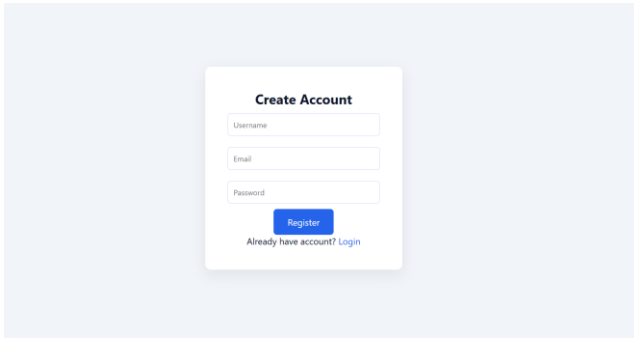 Create Account
Username
Email
Password
Register
Already have account? Login